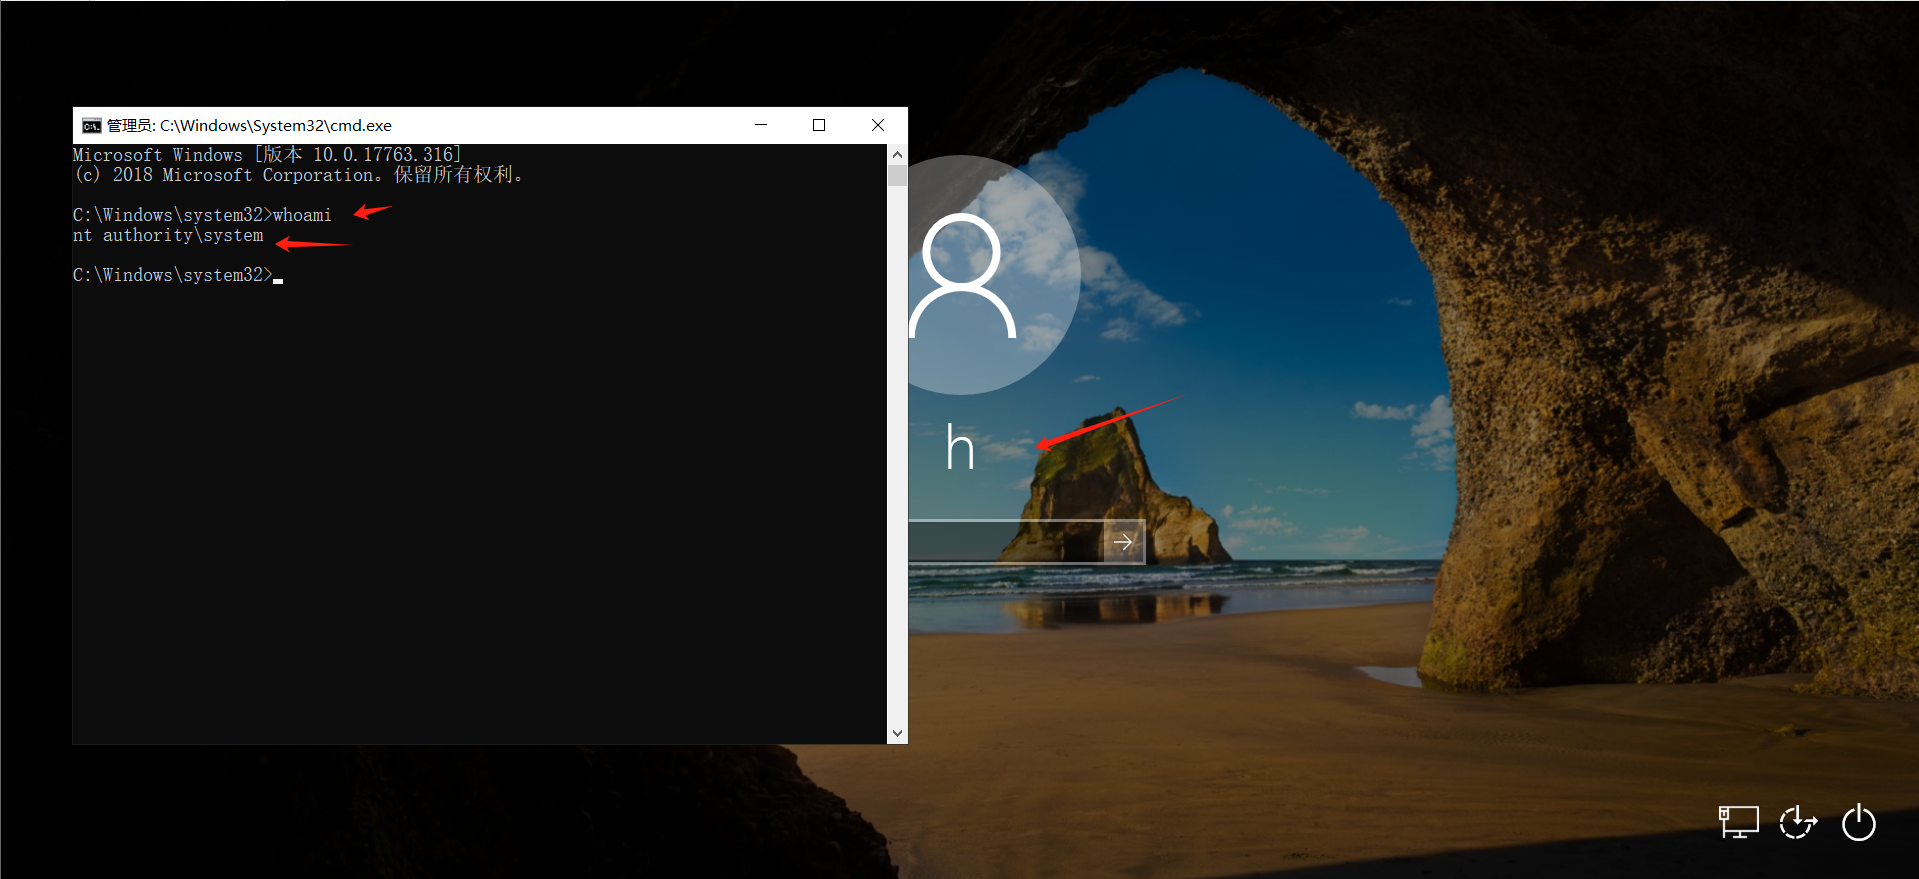 管理员: C:\Windows\System32\cmd.exe
Microsoft Windows [版本 10.0.17763.316]
(c) 2018 Microsoft Corporation。保留所有权利。
C:\Windows\system32>whoami
nt authority\system
C:\Windows\system32>
h